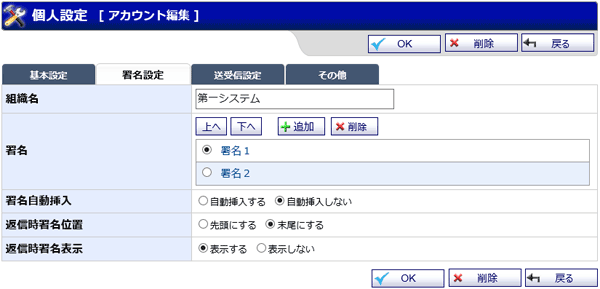 個人設定 [ アカウント編集 ]
OK 削除 戻る
基本設定 署名設定 送受信設定 その他
組織名 第一システム
上へ 下へ 追加 削除
署名
署名１
署名２
署名自動挿入 自動挿入する 自動挿入しない
返信時署名位置 先頭にする 末尾にする
返信時署名表示 表示する 表示しない
OK 削除 戻る